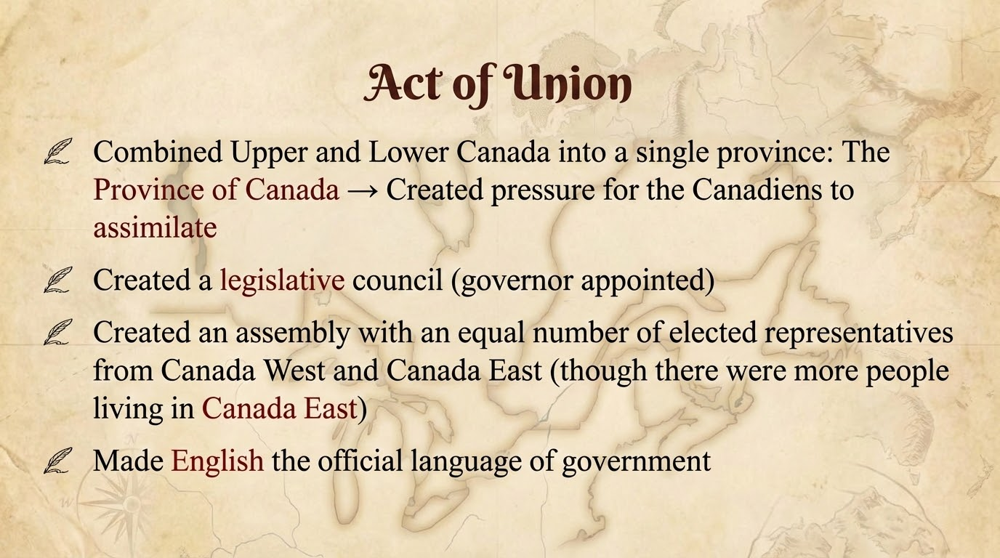 Act of Union
Combined Upper and Lower Canada into a single province: The
Province of Canada → Created pressure for the Canadiens to
assimilate
Created a legislative council (governor appointed)
Created an assembly with an equal number of elected representatives
from Canada West and Canada East (though there were more people
living in Canada East)
Made English the official language of government
N
W